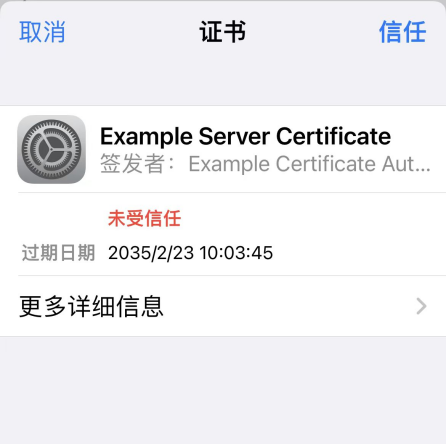 取消 证书 信任
Example Server Certificate
签发者：Example Certificate Aut...
未受信任
过期日期 2035/2/23 10:03:45
更多详细信息